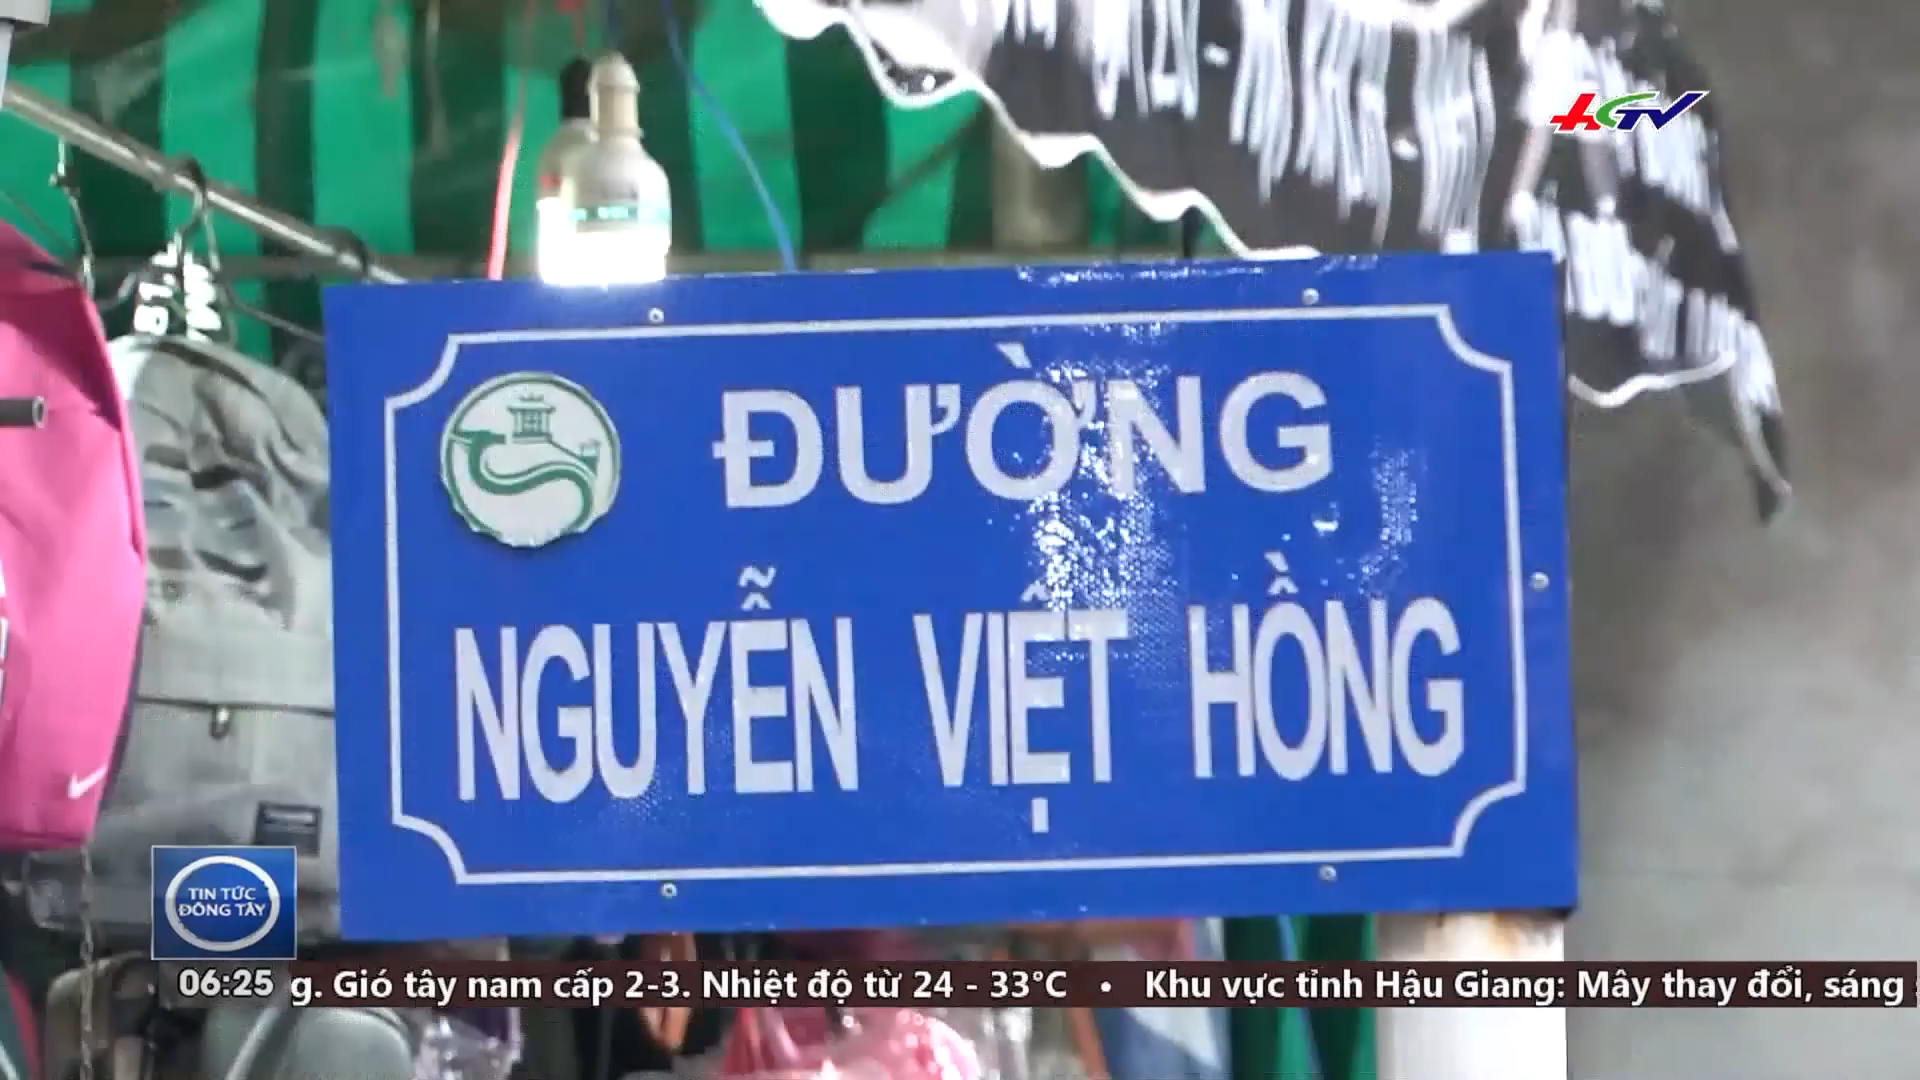 HGTV
ĐƯỜNG
NGUYỄN VIỆT HỒNG
TIN TỨC
ĐÔNG TÂY
06:25 g. Gió tây nam cấp 2-3. Nhiệt độ từ 24 - 33°C • Khu vực tỉnh Hậu Giang: Mây thay đổi, sáng